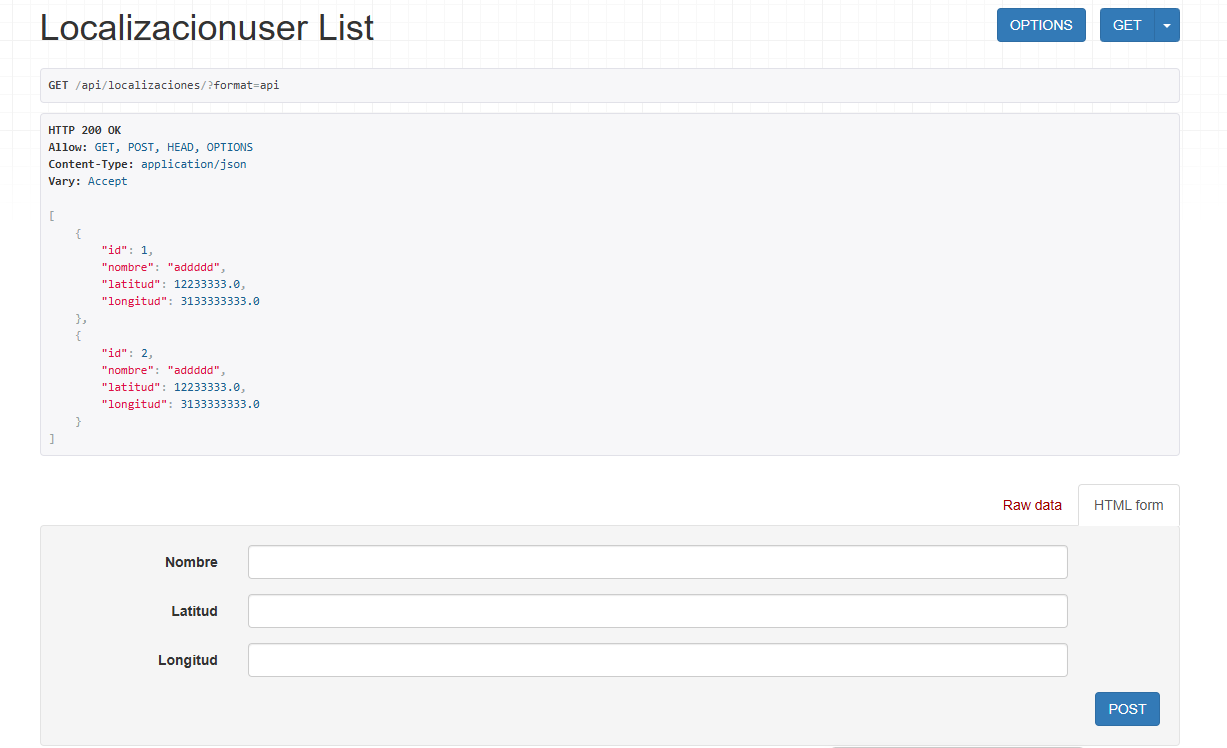 Localizacionuser List
OPTIONS
GET
GET /api/localizaciones/?format=api
HTTP 200 OK
Allow: GET, POST, HEAD, OPTIONS
Content-Type: application/json
Vary: Accept
[
{
"id": 1,
"nombre": "addddd",
"latitud": 12233333.0,
"longitud": 3133333333.0
},
{
"id": 2,
"nombre": "addddd",
"latitud": 12233333.0,
"longitud": 3133333333.0
}
]
Raw data
HTML form
Nombre
Latitud
Longitud
POST